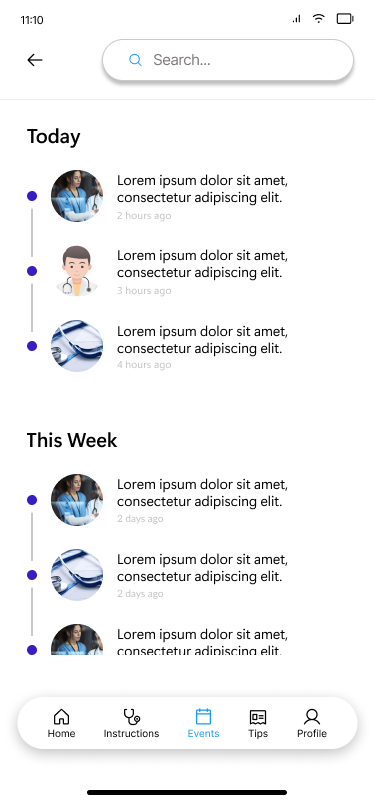 11:10
Search...
Today
Lorem ipsum dolor sit amet,
consectetur adipiscing elit.
2 hours ago
Lorem ipsum dolor sit amet,
consectetur adipiscing elit.
3 hours ago
Lorem ipsum dolor sit amet,
consectetur adipiscing elit.
4 hours ago
This Week
Lorem ipsum dolor sit amet,
consectetur adipiscing elit.
2 days ago
Lorem ipsum dolor sit amet,
consectetur adipiscing elit.
2 days ago
Lorem ipsum dolor sit amet,
consectetur adipiscing elit.
Home Instructions Events Tips Profile